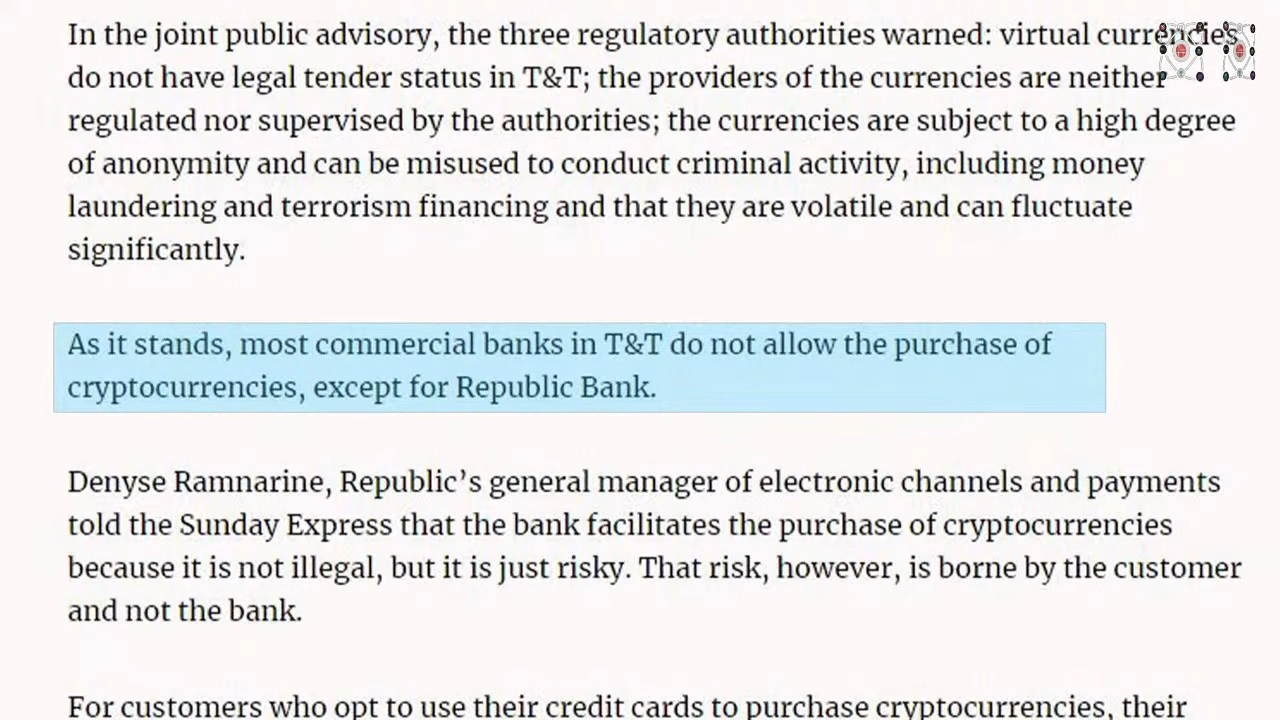 In the joint public advisory, the three regulatory authorities warned: virtual currencies
do not have legal tender status in T&T; the providers of the currencies are neither
regulated nor supervised by the authorities; the currencies are subject to a high degree
of anonymity and can be misused to conduct criminal activity, including money
laundering and terrorism financing and that they are volatile and can fluctuate
significantly.
As it stands, most commercial banks in T&T do not allow the purchase of
cryptocurrencies, except for Republic Bank.
Denyse Ramnarine, Republic’s general manager of electronic channels and payments
told the Sunday Express that the bank facilitates the purchase of cryptocurrencies
because it is not illegal, but it is just risky. That risk, however, is borne by the customer
and not the bank.
For customers who opt to use their credit cards to purchase cryptocurrencies, their